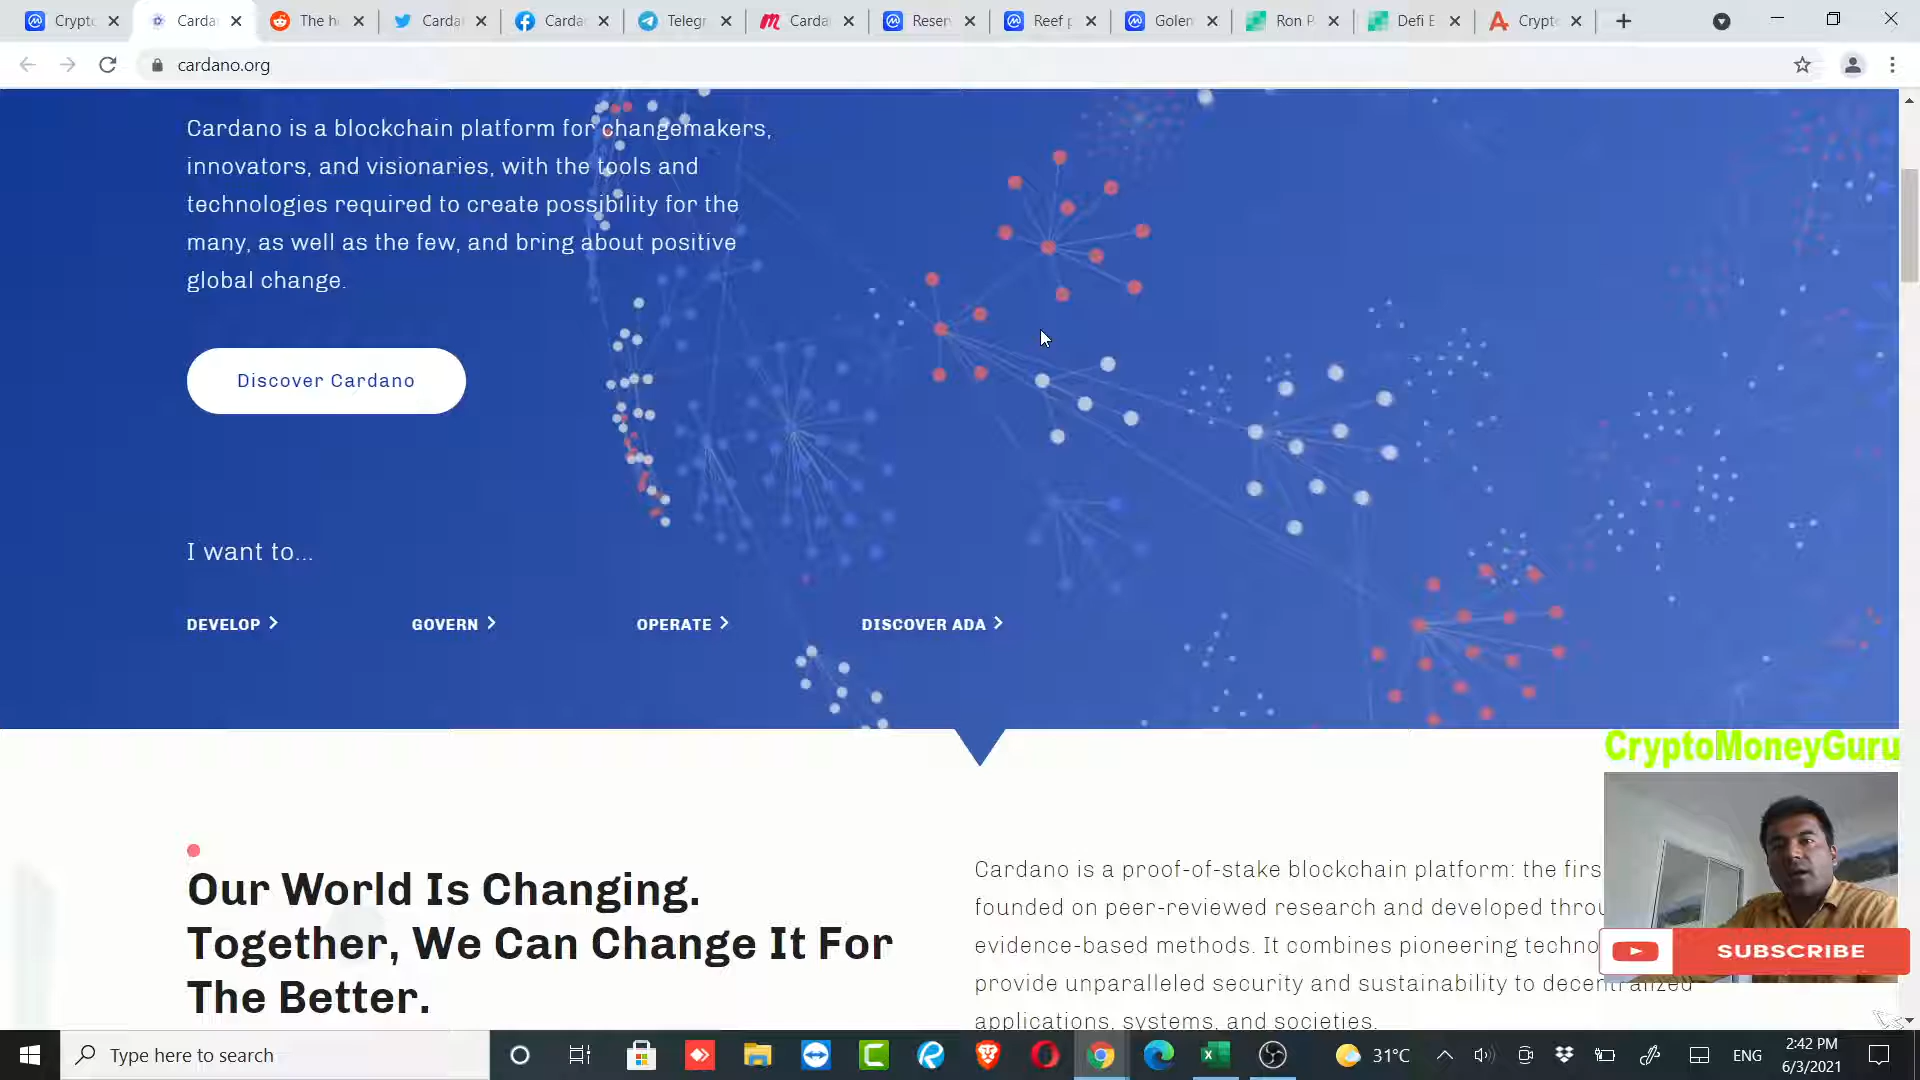 Crypto
Carda
The h
Carda
Cardan
Telegr
Carda
Reser
Reef p
Golen
Ron P
Defi E
Crypt
cardano.org
Cardano is a blockchain platform for changemakers,
innovators, and visionaries, with the tools and
technologies required to create possibility for the
many, as well as the few, and bring about positive
global change.
Discover Cardano
I want to...
DEVELOP
GOVERN
OPERATE
DISCOVER ADA
Our World Is Changing.
Together, We Can Change It For
The Better.
Cardano is a proof-of-stake blockchain platform: the firs
founded on peer-reviewed research and developed throu
evidence-based methods. It combines pioneering techno
provide unparalleled security and sustainability to decentralized
applications, systems, and societies.
CryptoMoneyGuru
SUBSCRIBE
Type here to search
31°C
ENG
2:42 PM
6/3/2021